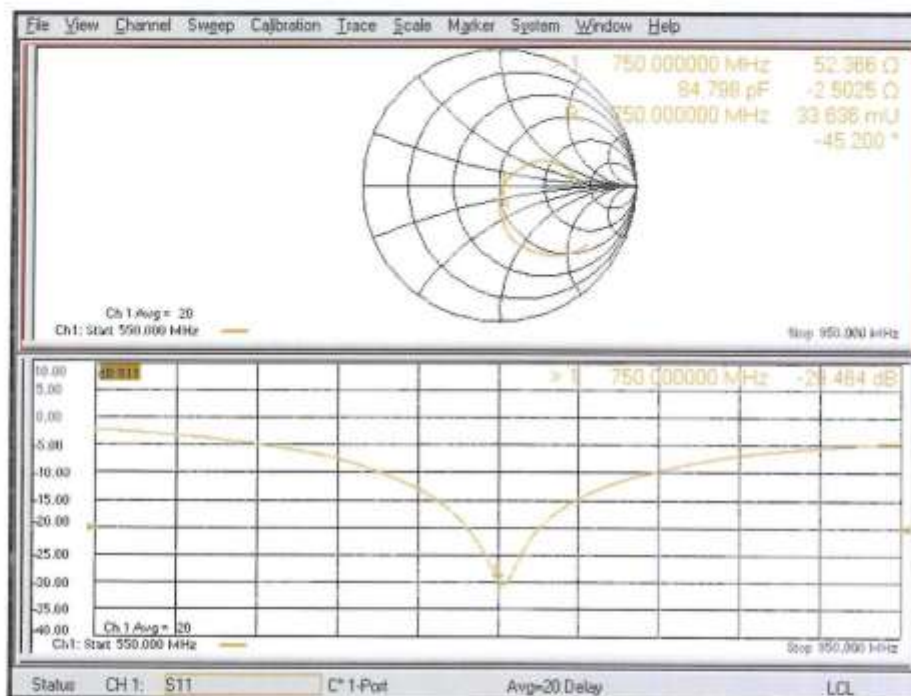 File View Channel Sweep Calibration Trace Scale Marker System Window Help
> 1 750.000000 MHz 52.366 Ω
84.798 pF -2.5025 Ω
750.000000 MHz 33.636 mU
-45.200 °
Ch 1 Avg = 20
Ch1: Start 550.000 MHz
Stop 950.000 MHz
10.00
dB S11
> 1 750.000000 MHz -29.464 dB
5.00
0.00
-5.00
-10.00
-15.00
-20.00
-25.00
-30.00
-35.00
-40.00
Ch 1 Avg = 20
Ch1: Start 550.000 MHz
Stop 950.000 MHz
Status CH 1: S11 C* 1-Port Avg=20 Delay LCL